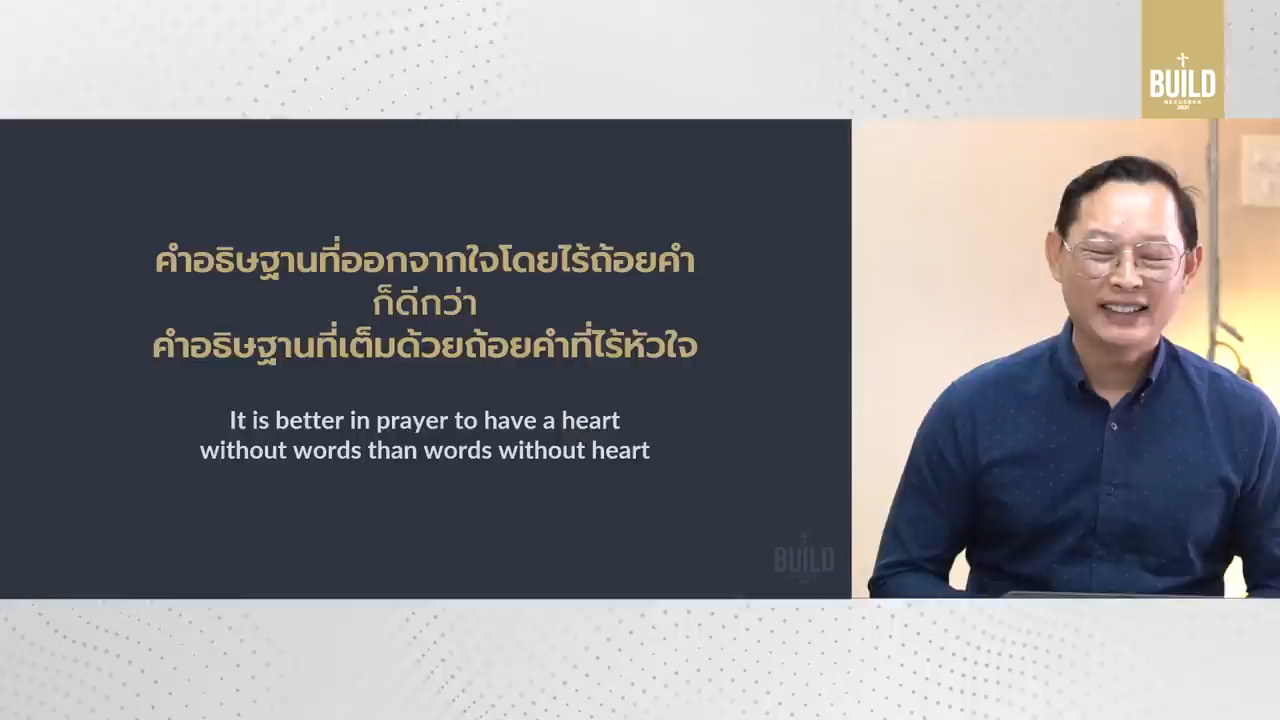 BUILD
NEXUSBKK
2021
คำอธิษฐานที่ออกจากใจโดยไร้ถ้อยคำ
ก็ดีกว่า
คำอธิษฐานที่เต็มด้วยถ้อยคำที่ไร้หัวใจ
It is better in prayer to have a heart
without words than words without heart
BUILD